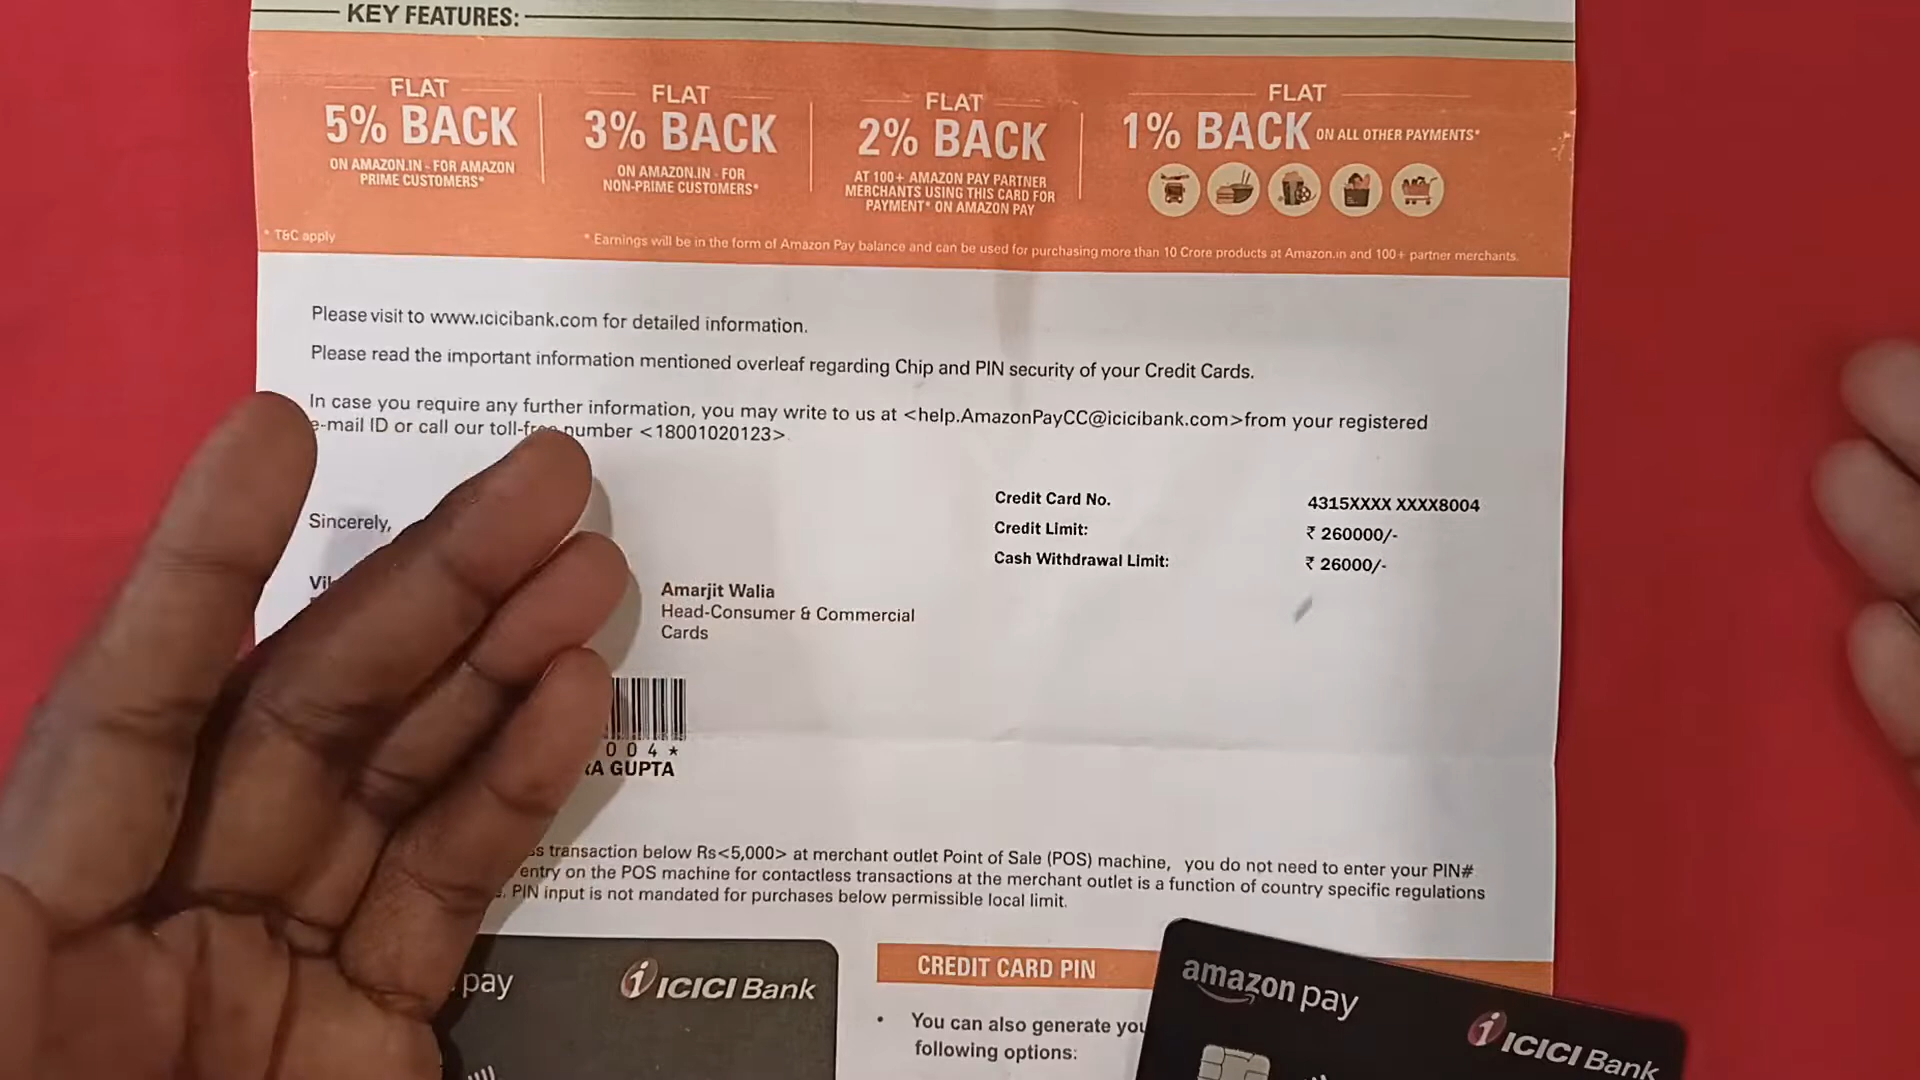 KEY FEATURES:
FLAT
5% BACK
ON AMAZON.IN - FOR AMAZON
PRIME CUSTOMERS*
FLAT
3% BACK
ON AMAZON.IN - FOR
NON-PRIME CUSTOMERS*
FLAT
2% BACK
AT 100+ AMAZON PAY PARTNER
MERCHANTS USING THIS CARD FOR
PAYMENT* ON AMAZON PAY
FLAT
1% BACK ON ALL OTHER PAYMENTS*
* T&C apply
* Earnings will be in the form of Amazon Pay balance and can be used for purchasing more than 10 Crore products at Amazon.in and 100+ partner merchants.
Please visit to www.icicibank.com for detailed information.
Please read the important information mentioned overleaf regarding Chip and PIN security of your Credit Cards.
In case you require any further information, you may write to us at <help.AmazonPayCC@icicibank.com>from your registered
e-mail ID or call our toll-free number <18001020123>.
Sincerely,
Credit Card No. 4315XXXX XXXX8004
Credit Limit: ₹ 260000/-
Cash Withdrawal Limit: ₹ 26000/-
Amarjit Walia
Head-Consumer & Commercial
Cards
0 0 4 *
GUPTA
transaction below Rs<5,000> at merchant outlet Point of Sale (POS) machine, you do not need to enter your PIN#
entry on the POS machine for contactless transactions at the merchant outlet is a function of country specific regulations
PIN input is not mandated for purchases below permissible local limit.
pay
ICICI Bank
CREDIT CARD PIN
• You can also generate
following options:
amazon pay
ICICI Bank